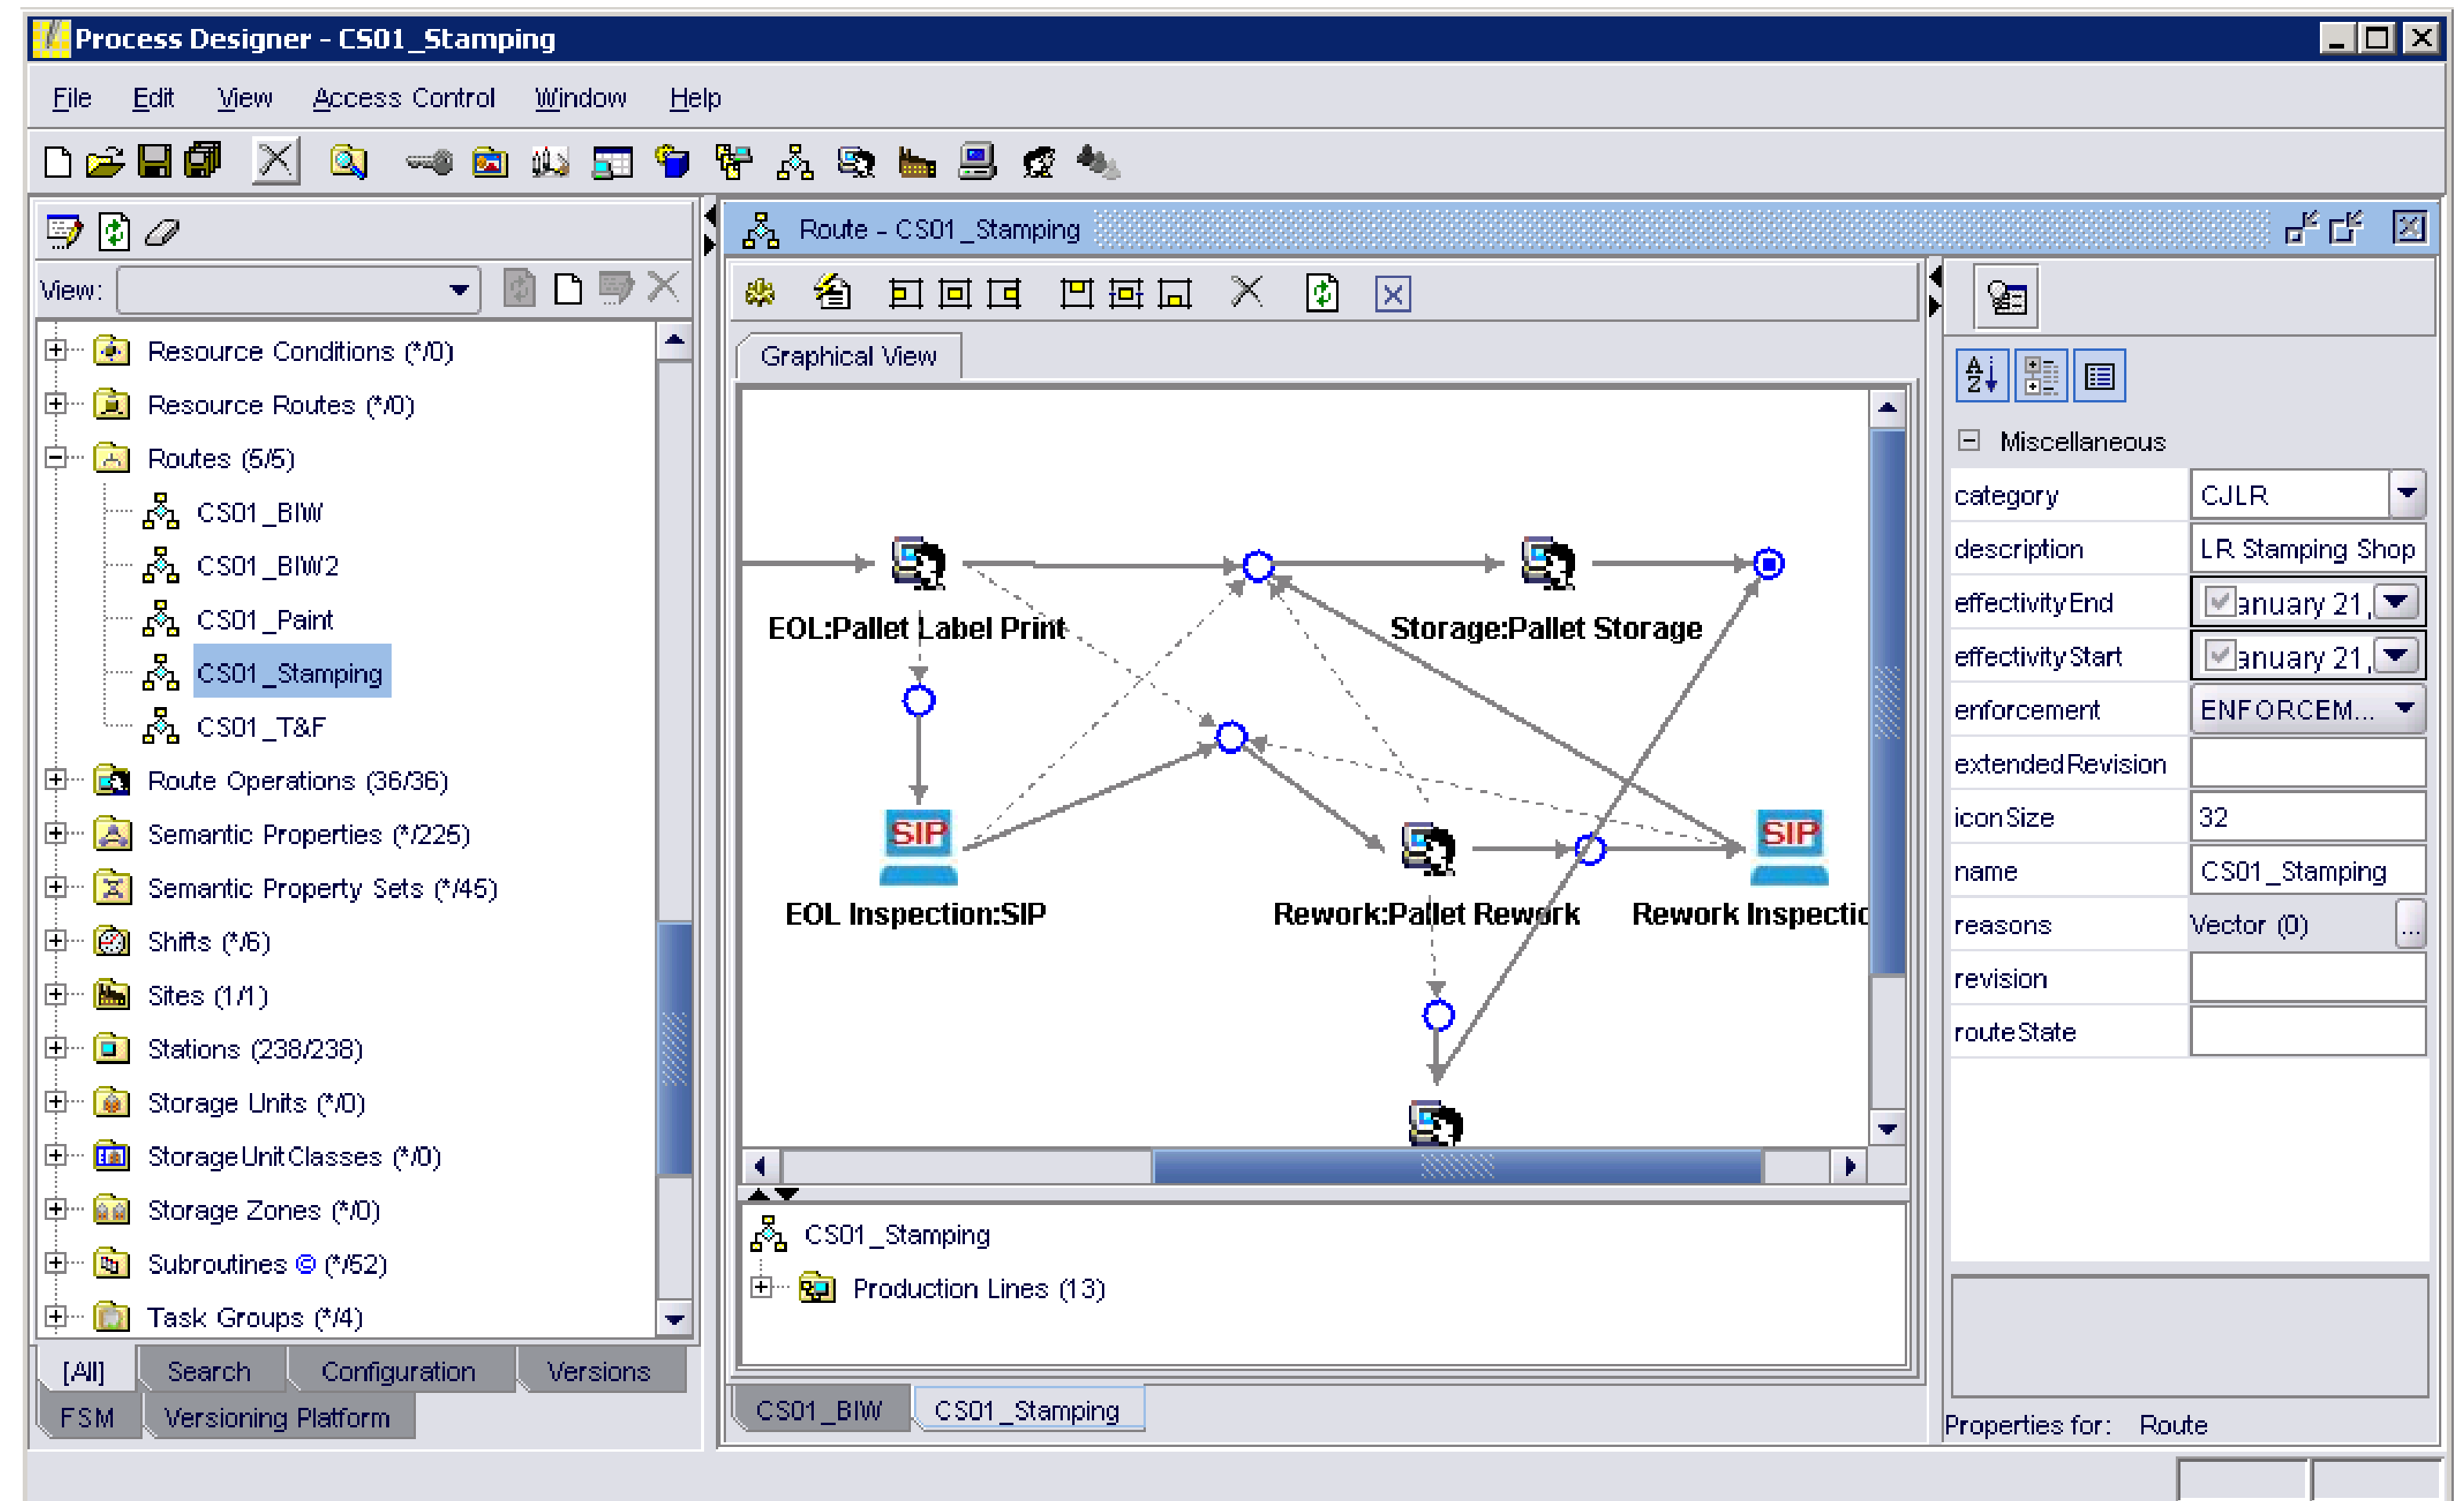 Process Designer - CS01_Stamping
File Edit View Access Control Window Help
View:
Resource Conditions (*/0)
Resource Routes (*/0)
Routes (5/5)
CS01_BIW
CS01_BIW2
CS01_Paint
CS01_Stamping
CS01_T&F
Route Operations (36/36)
Semantic Properties (*/225)
Semantic Property Sets (*/45)
Shifts (*/6)
Sites (1/1)
Stations (238/238)
Storage Units (*/0)
StorageUnitClasses (*/0)
Storage Zones (*/0)
Subroutines © (*/52)
Task Groups (*/4)
[All] Search Configuration Versions
FSM Versioning Platform
Route - CS01_Stamping
Graphical View
EOL:Pallet Label Print
Storage:Pallet Storage
SIP
SIP
EOL Inspection:SIP
Rework:Pallet Rework
Rework Inspectic
CS01_Stamping
Production Lines (13)
CS01_BIW CS01_Stamping
Miscellaneous
category CJLR
description LR Stamping Shop
effectivityEnd anuary 21,
effectivityStart anuary 21,
enforcement ENFORCEM...
extendedRevision
iconSize 32
name CS01_Stamping
reasons Vector (0) ...
revision
routeState
Properties for: Route